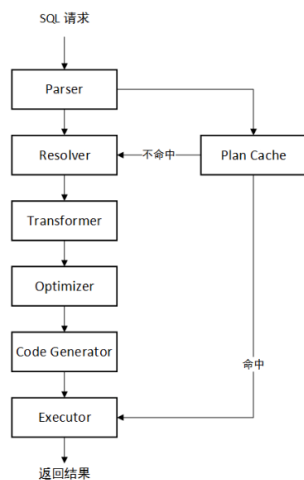 SQL 请求
Parser
Resolver
不命中
Plan Cache
Transformer
Optimizer
Code Generator
命中
Executor
返回结果